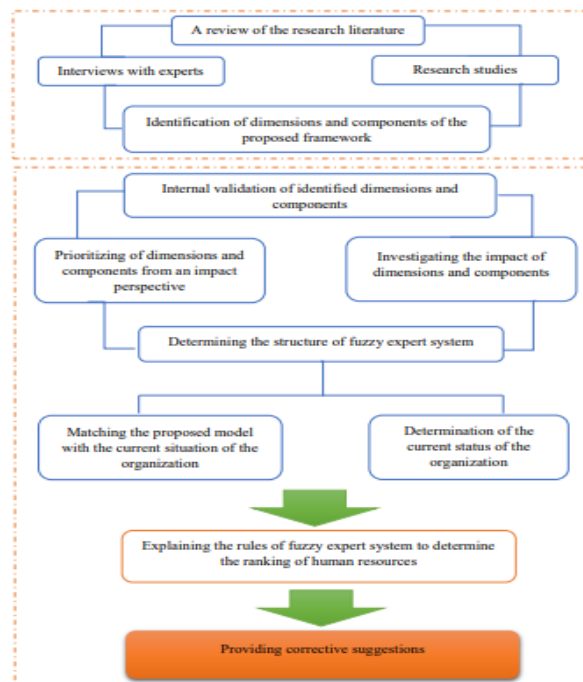 A review of the research literature
Interviews with experts
Research studies
Identification of dimensions and components of the
proposed framework
Internal validation of identified dimensions and
components
Prioritizing of dimensions and
components from an impact
perspective
Investigating the impact of
dimensions and components
Determining the structure of fuzzy expert system
Matching the proposed model
with the current situation of the
organization
Determination of the
current status of the
organization
Explaining the rules of fuzzy expert system to determine
the ranking of human resources
Providing corrective suggestions